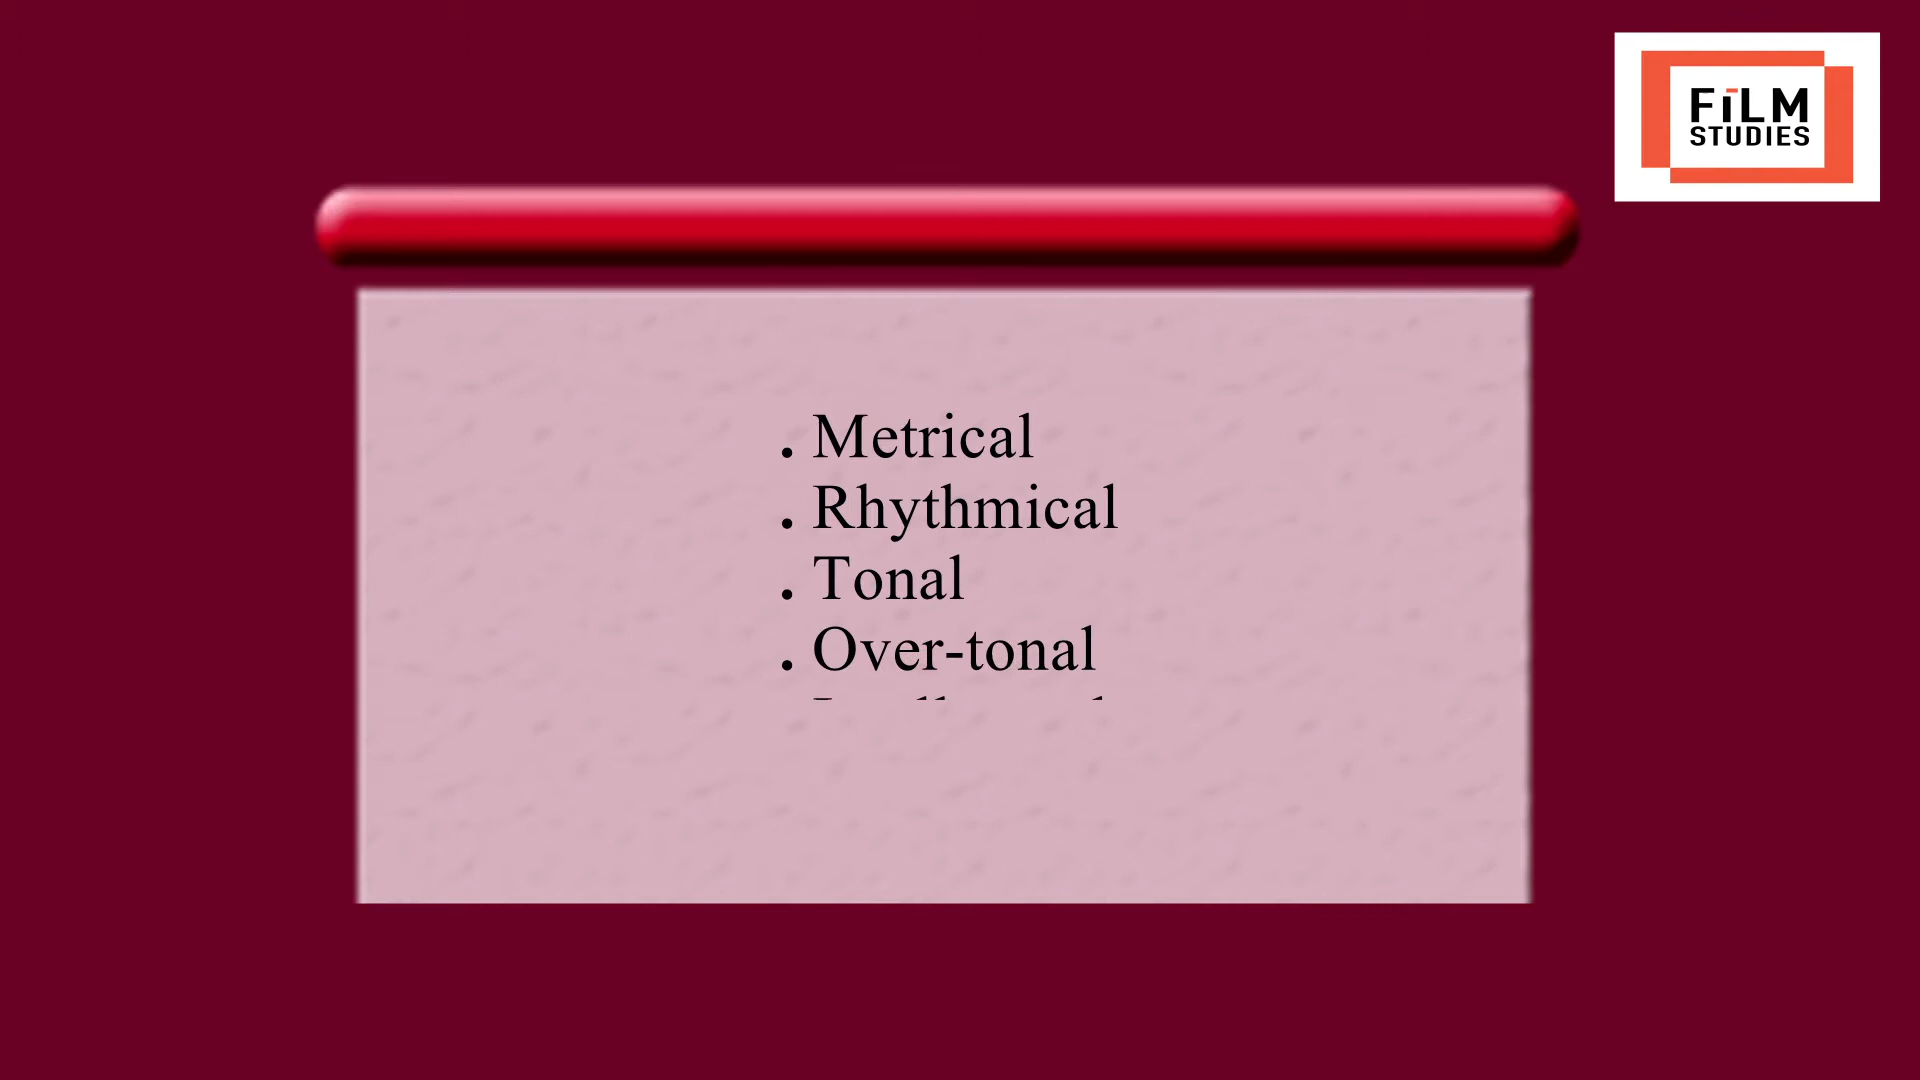 FiLM
STUDIES
. Metrical
. Rhythmical
. Tonal
. Over-tonal